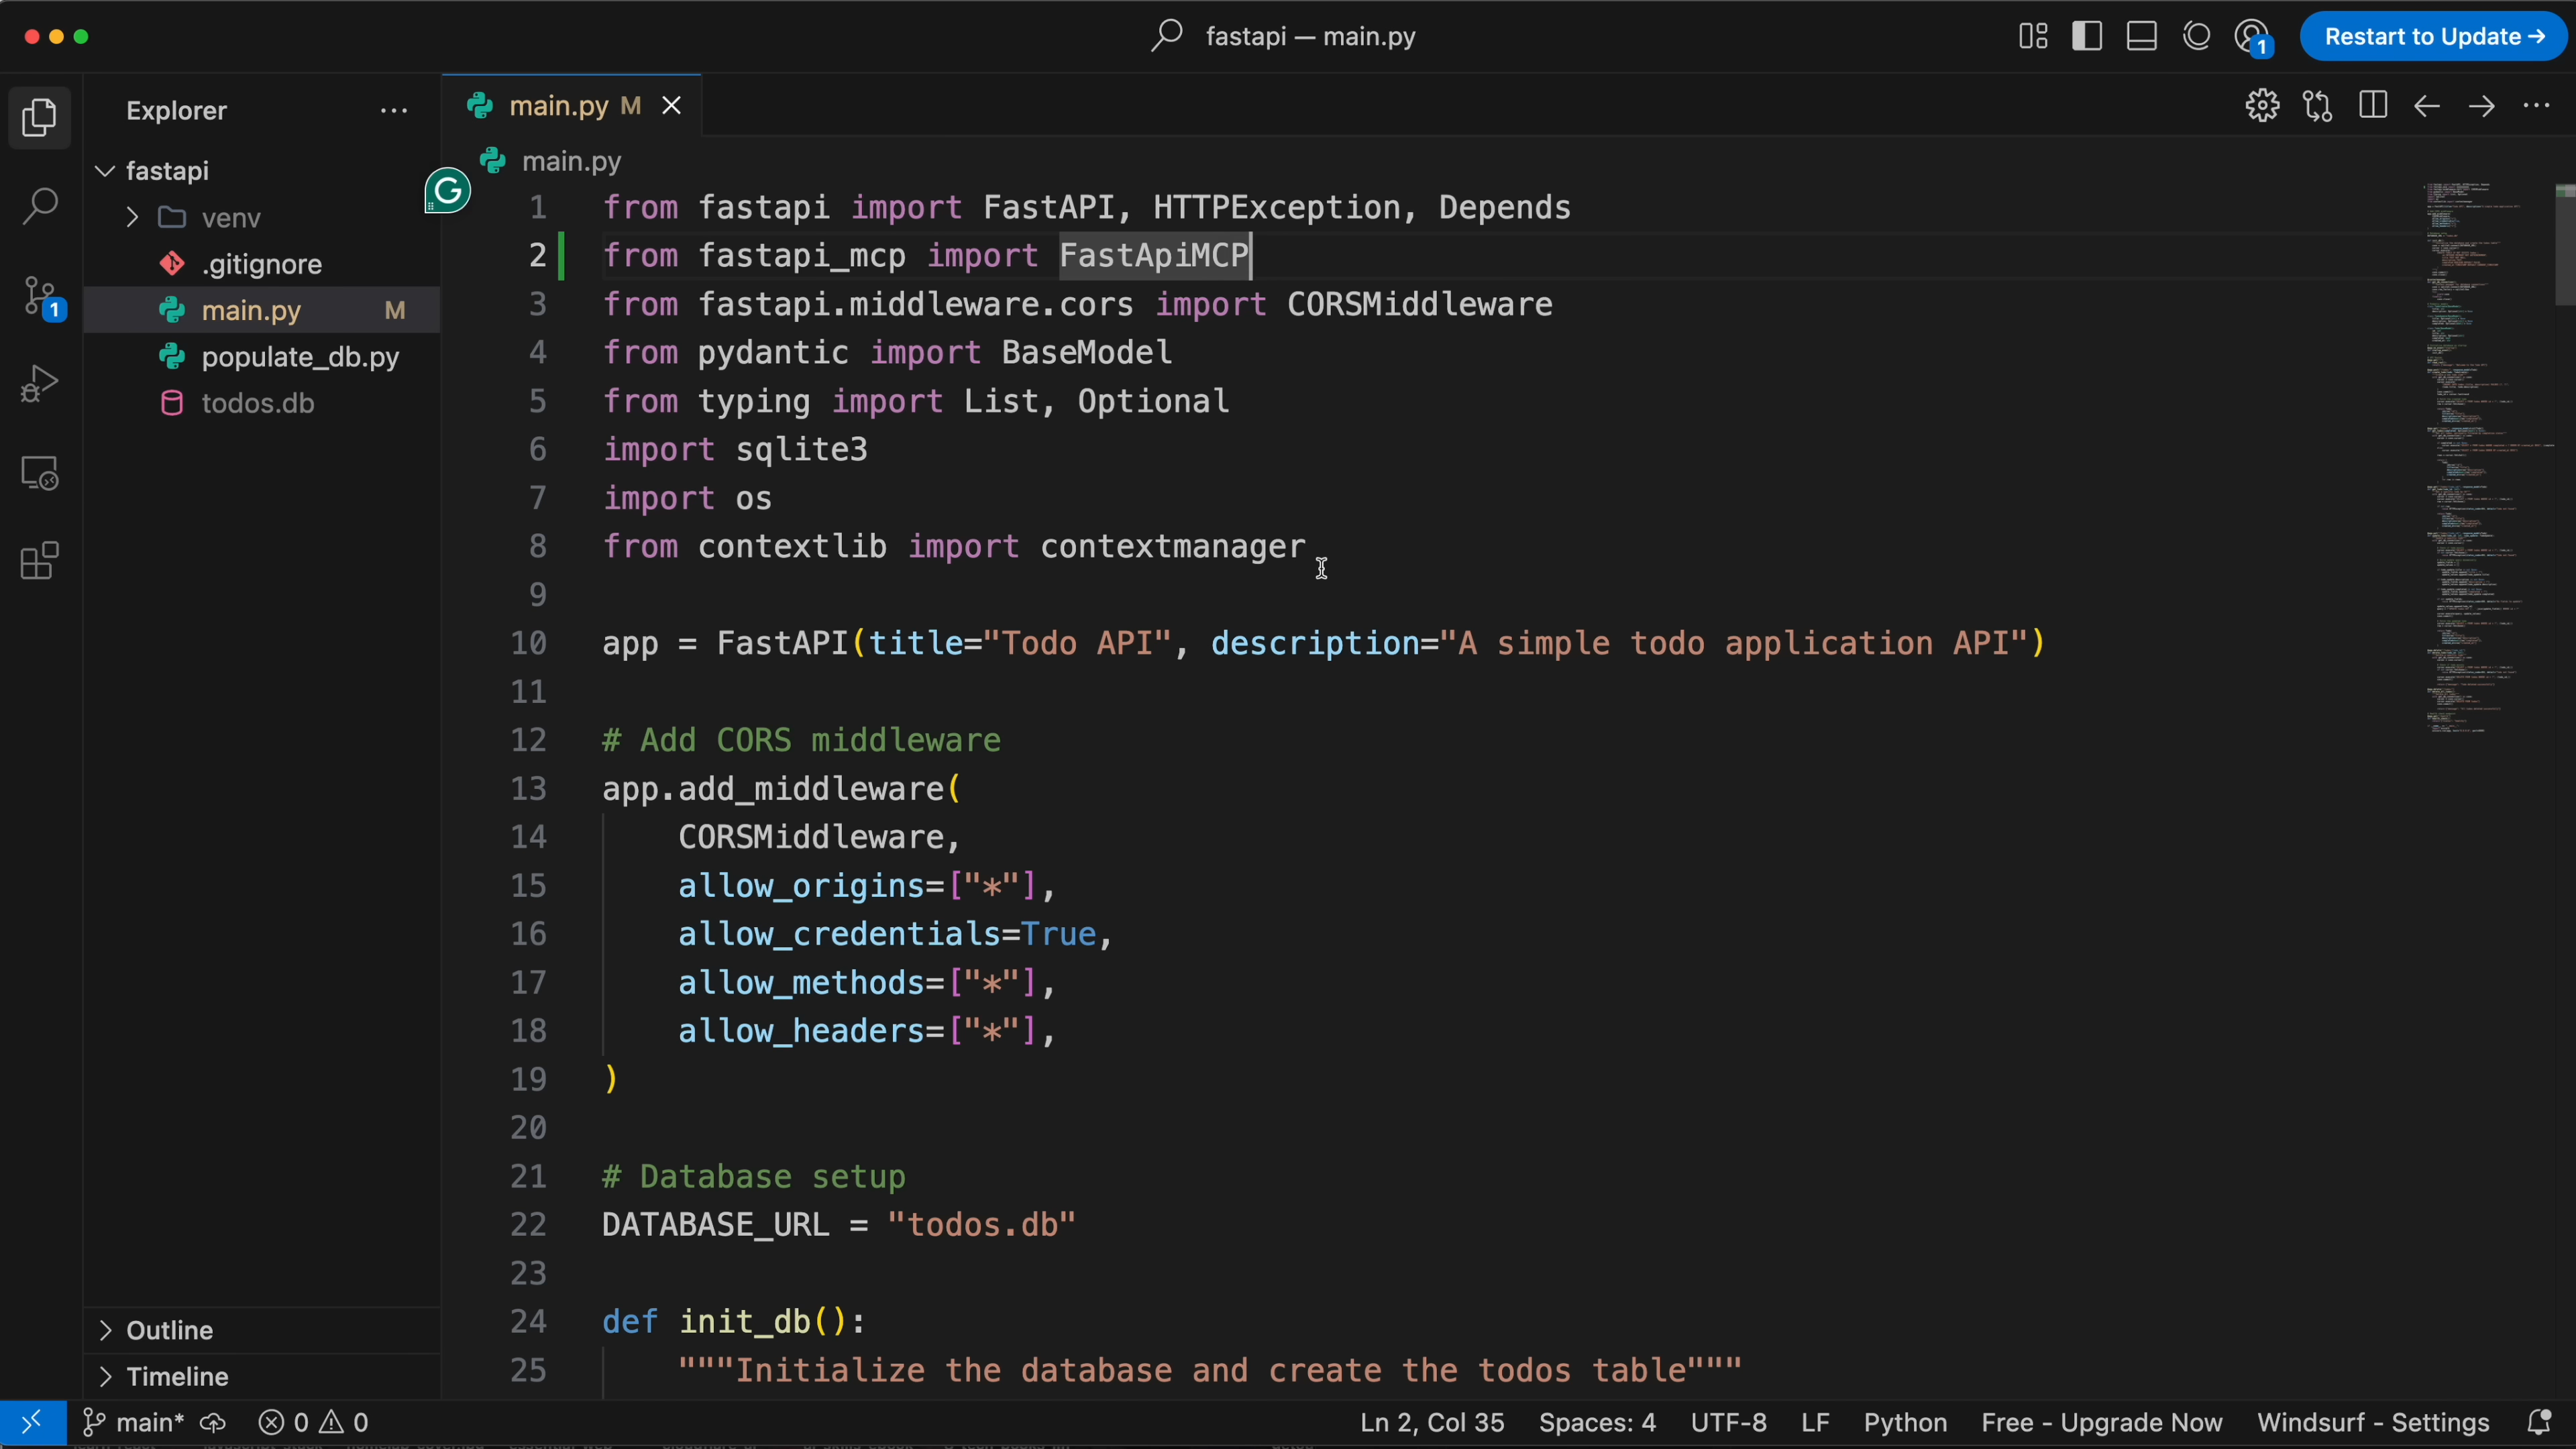 fastapi — main.py
1
Restart to Update →
Explorer
main.py M
fastapi
main.py
venv
.gitignore
main.py M
populate_db.py
todos.db
1
G
1 from fastapi import FastAPI, HTTPException, Depends
2 from fastapi_mcp import FastApiMCP
3 from fastapi.middleware.cors import CORSMiddleware
4 from pydantic import BaseModel
5 from typing import List, Optional
6 import sqlite3
7 import os
8 from contextlib import contextmanager
9
10 app = FastAPI(title="Todo API", description="A simple todo application API")
11
12 # Add CORS middleware
13 app.add_middleware(
14     CORSMiddleware,
15     allow_origins=["*"],
16     allow_credentials=True,
17     allow_methods=["*"],
18     allow_headers=["*"],
19 )
20
21 # Database setup
22 DATABASE_URL = "todos.db"
23
24 def init_db():
25     """Initialize the database and create the todos table"""
Outline
Timeline
main* 0 0 Ln 2, Col 35 Spaces: 4 UTF-8 LF Python Free - Upgrade Now Windsurf - Settings